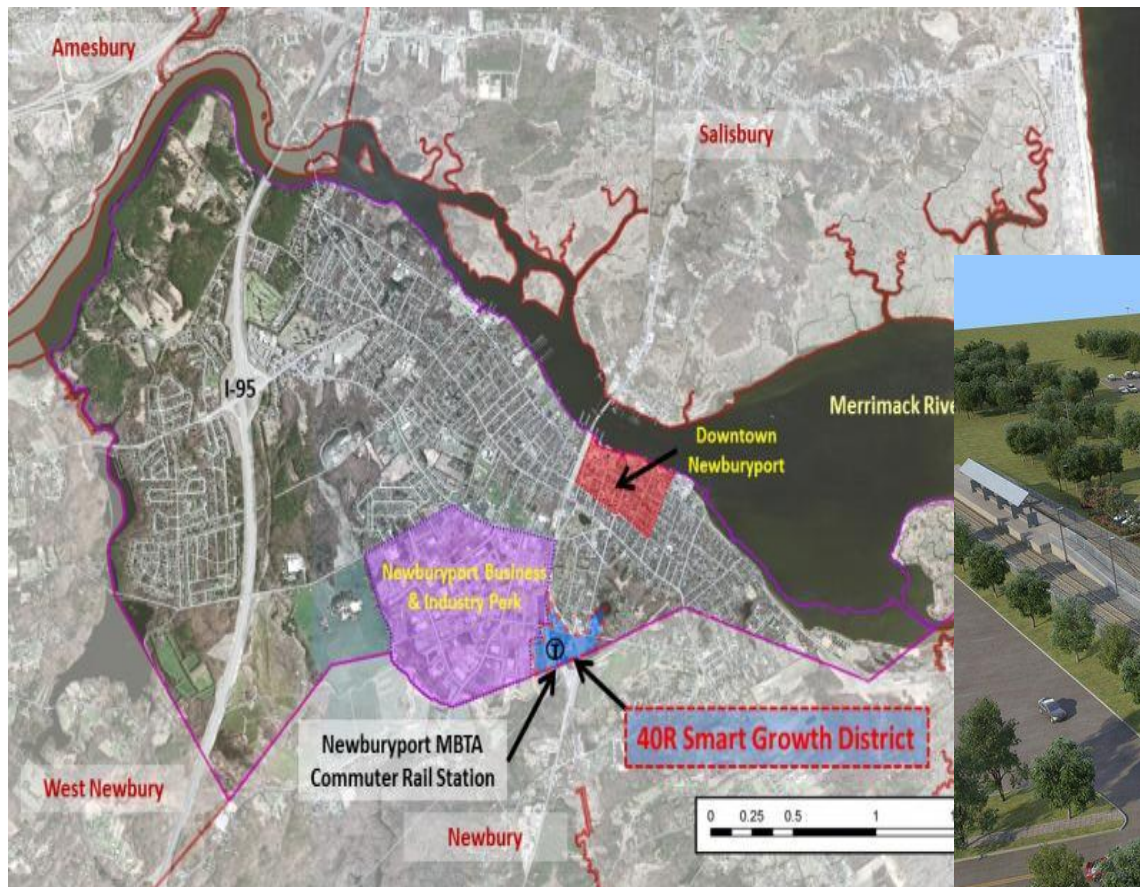 Amesbury
Salisbury
I-95
Merrimack Rive
Downtown
Newburyport
Newburyport Business
& Industry Park
T
Newburyport MBTA
Commuter Rail Station
40R Smart Growth District
West Newbury
Newbury
0 0.25 0.5 1